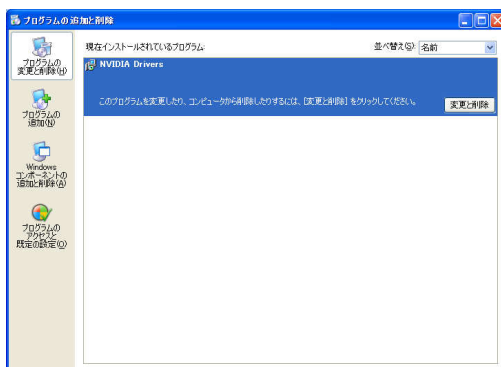 プログラムの追加と削除
プログラムの
変更と削除(H)
プログラムの
追加(N)
Windows
コンポーネントの
追加と削除(A)
プログラムの
アクセスと
既定の設定(O)
現在インストールされているプログラム:
並べ替え(S):
名前
NVIDIA Drivers
このプログラムを変更したり、コンピュータから削除したりするには、[変更と削除] をクリックしてください。
変更と削除